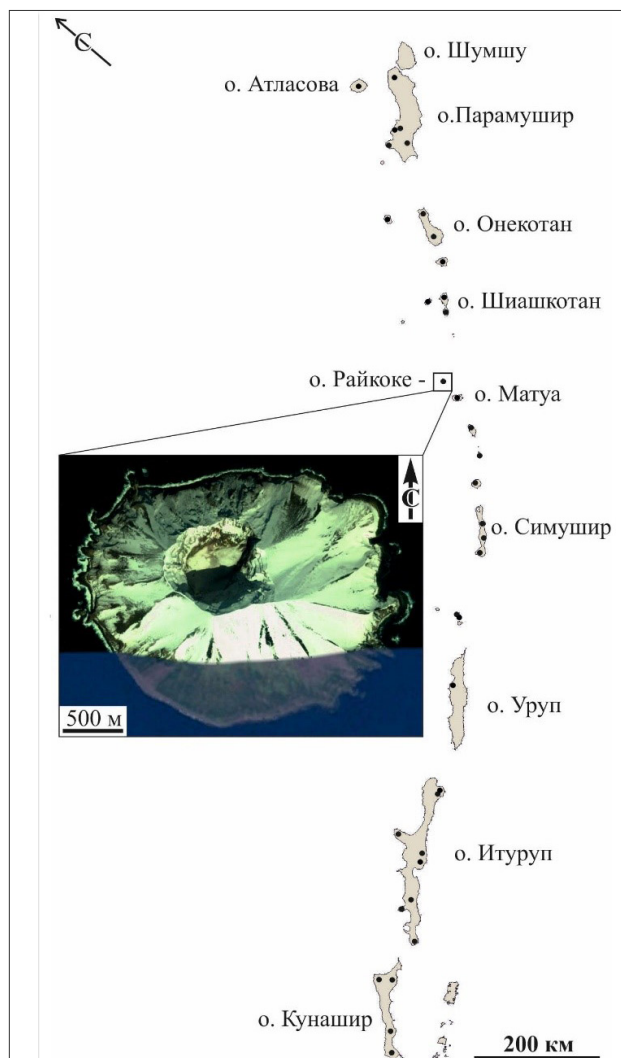 С
о. Шумшу
о. Атласова
о.Парамушир
о. Онекотан
о. Шиашкотан
о. Райкоке -
о. Матуа
С
о. Симушир
500 м
о. Уруп
о. Итуруп
о. Кунашир
200 км